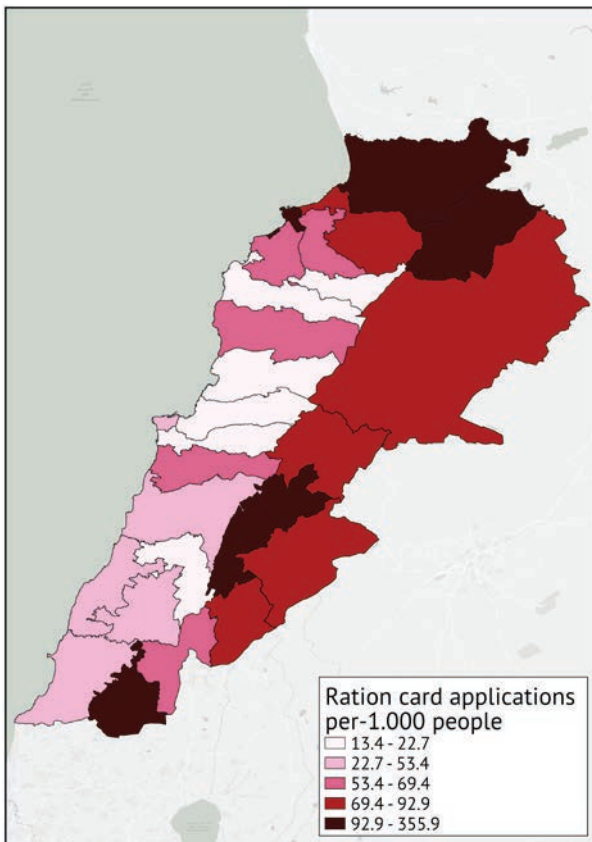 Ration card applications
per-1.000 people
13.4 - 22.7
22.7 - 53.4
53.4 - 69.4
69.4 - 92.9
92.9 - 355.9